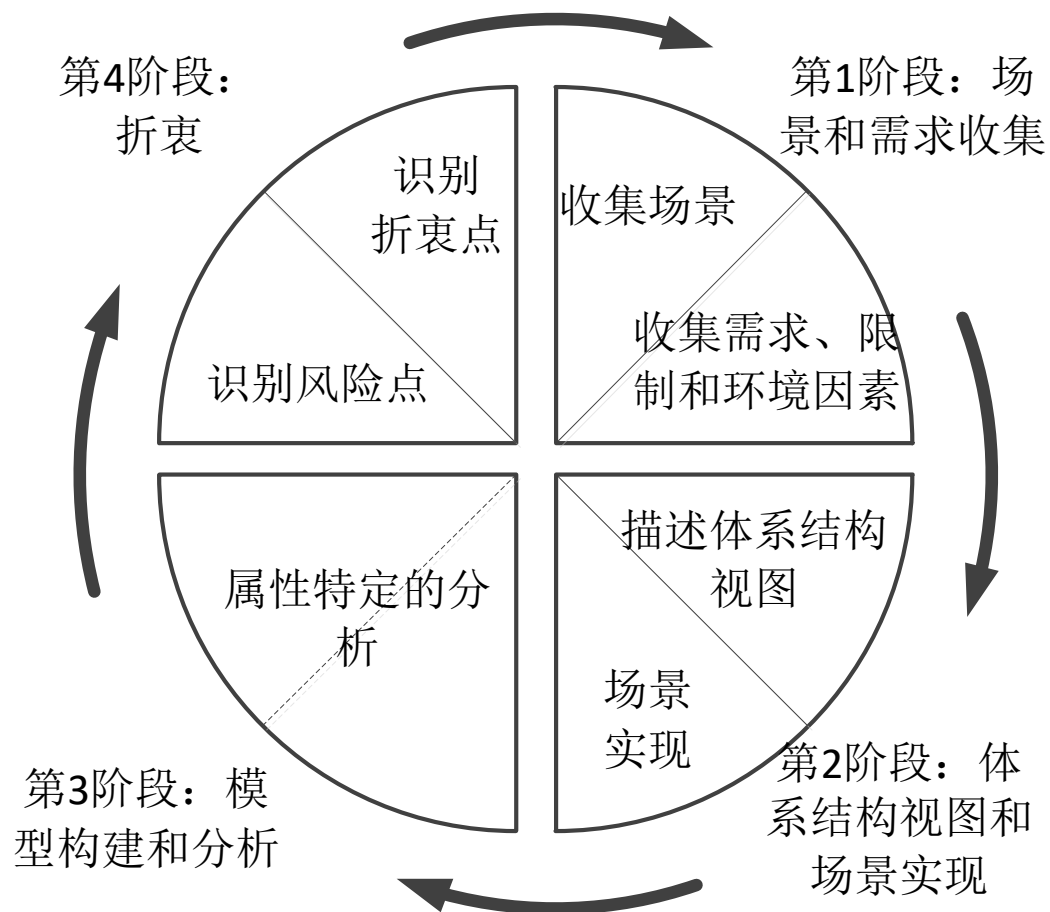 第4阶段：
折衷
第1阶段：场
景和需求收集
识别
折衷点
收集场景
收集需求、限
制和环境因素
识别风险点
描述体系结构
视图
属性特定的分
析
场景
实现
第3阶段：模
型构建和分析
第2阶段：体
系结构视图和
场景实现